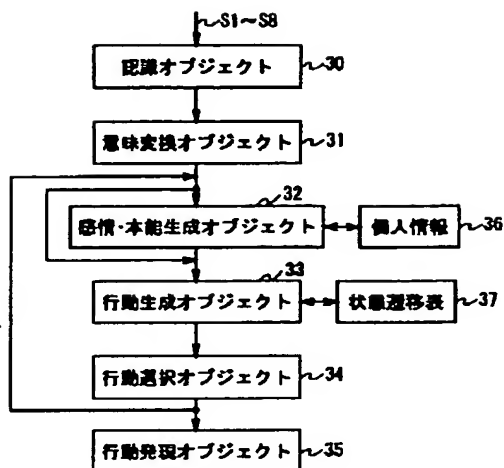 S1~S8
認識オブジェクト 30
意味変換オブジェクト 31
32
感情・本能生成オブジェクト 個人情報 36
33
行動生成オブジェクト 状態遷移表 37
行動選択オブジェクト 34
行動発現オブジェクト 35